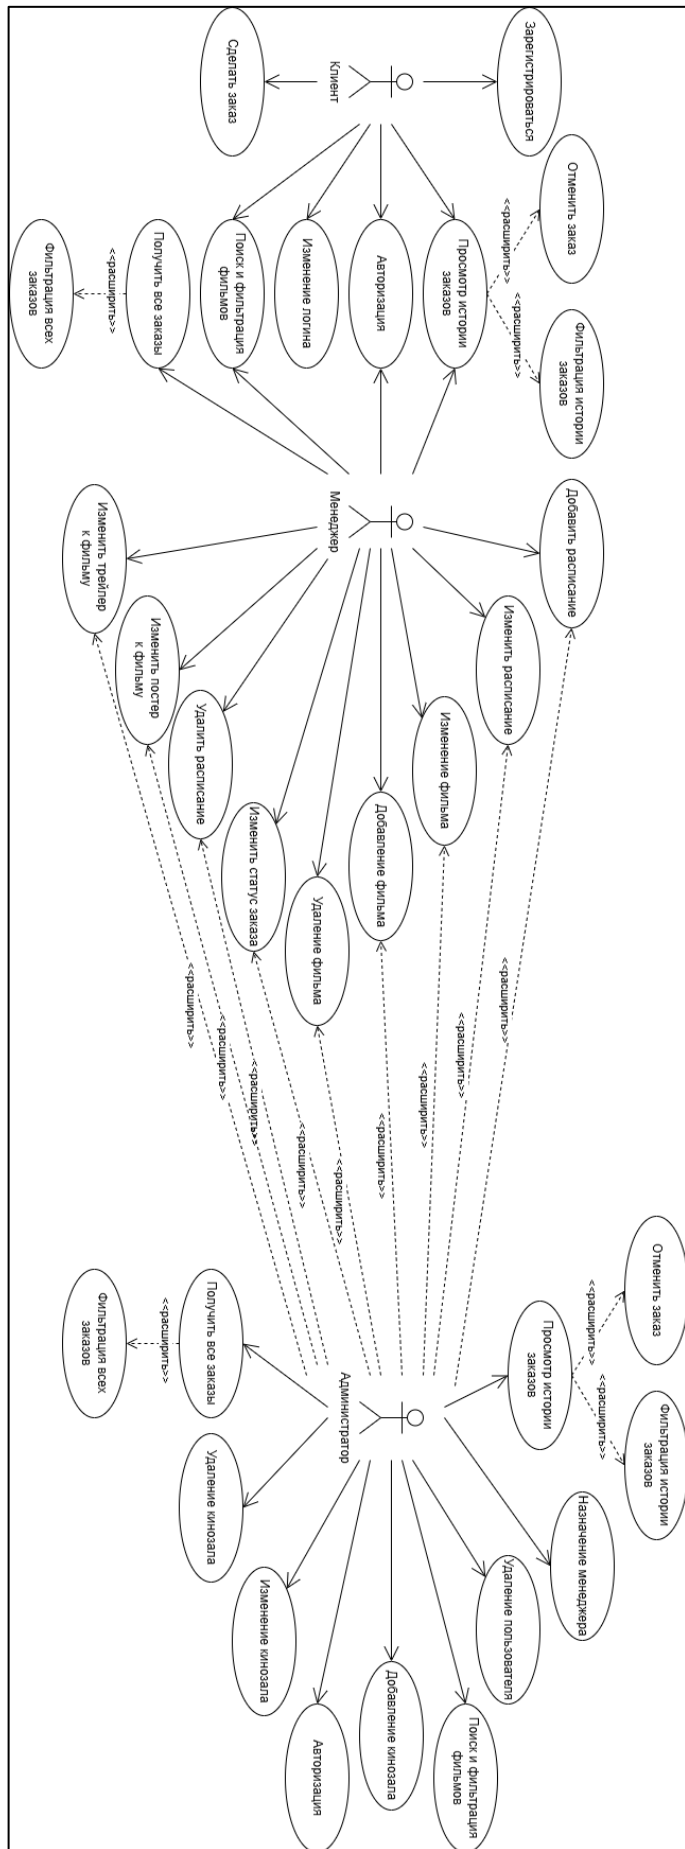 Зарегистрироваться
Клиент
Сделать заказ
Отменить заказ
<<расширить>>
<<расширить>>
Фильтрация истории
заказов
Просмотр истории
заказов
Авторизация
Изменение логина
Поиск и фильтрация
фильмов
Получить все заказы
<<расширить>>
Фильтрация всех
заказов
Менеджер
Добавить расписание
Изменить расписание
Изменение фильма
Добавление фильма
Удаление фильма
Изменить статус заказа
Удалить расписание
Изменить постер
к фильму
Изменить трейлер
к фильму
<<расширить>>
<<расширить>>
<<расширить>>
<<расширить>>
<<расширить>>
<<расширить>>
<<расширить>>
<<расширить>>
<<расширить>>
Отменить заказ
<<расширить>>
<<расширить>>
Фильтрация истории
заказов
Просмотр истории
заказов
Получить все заказы
<<расширить>>
Фильтрация всех
заказов
Администратор
Назначение менеджера
Удаление пользователя
Поиск и фильтрация
фильмов
Добавление кинозала
Авторизация
Изменение кинозала
Удаление кинозала